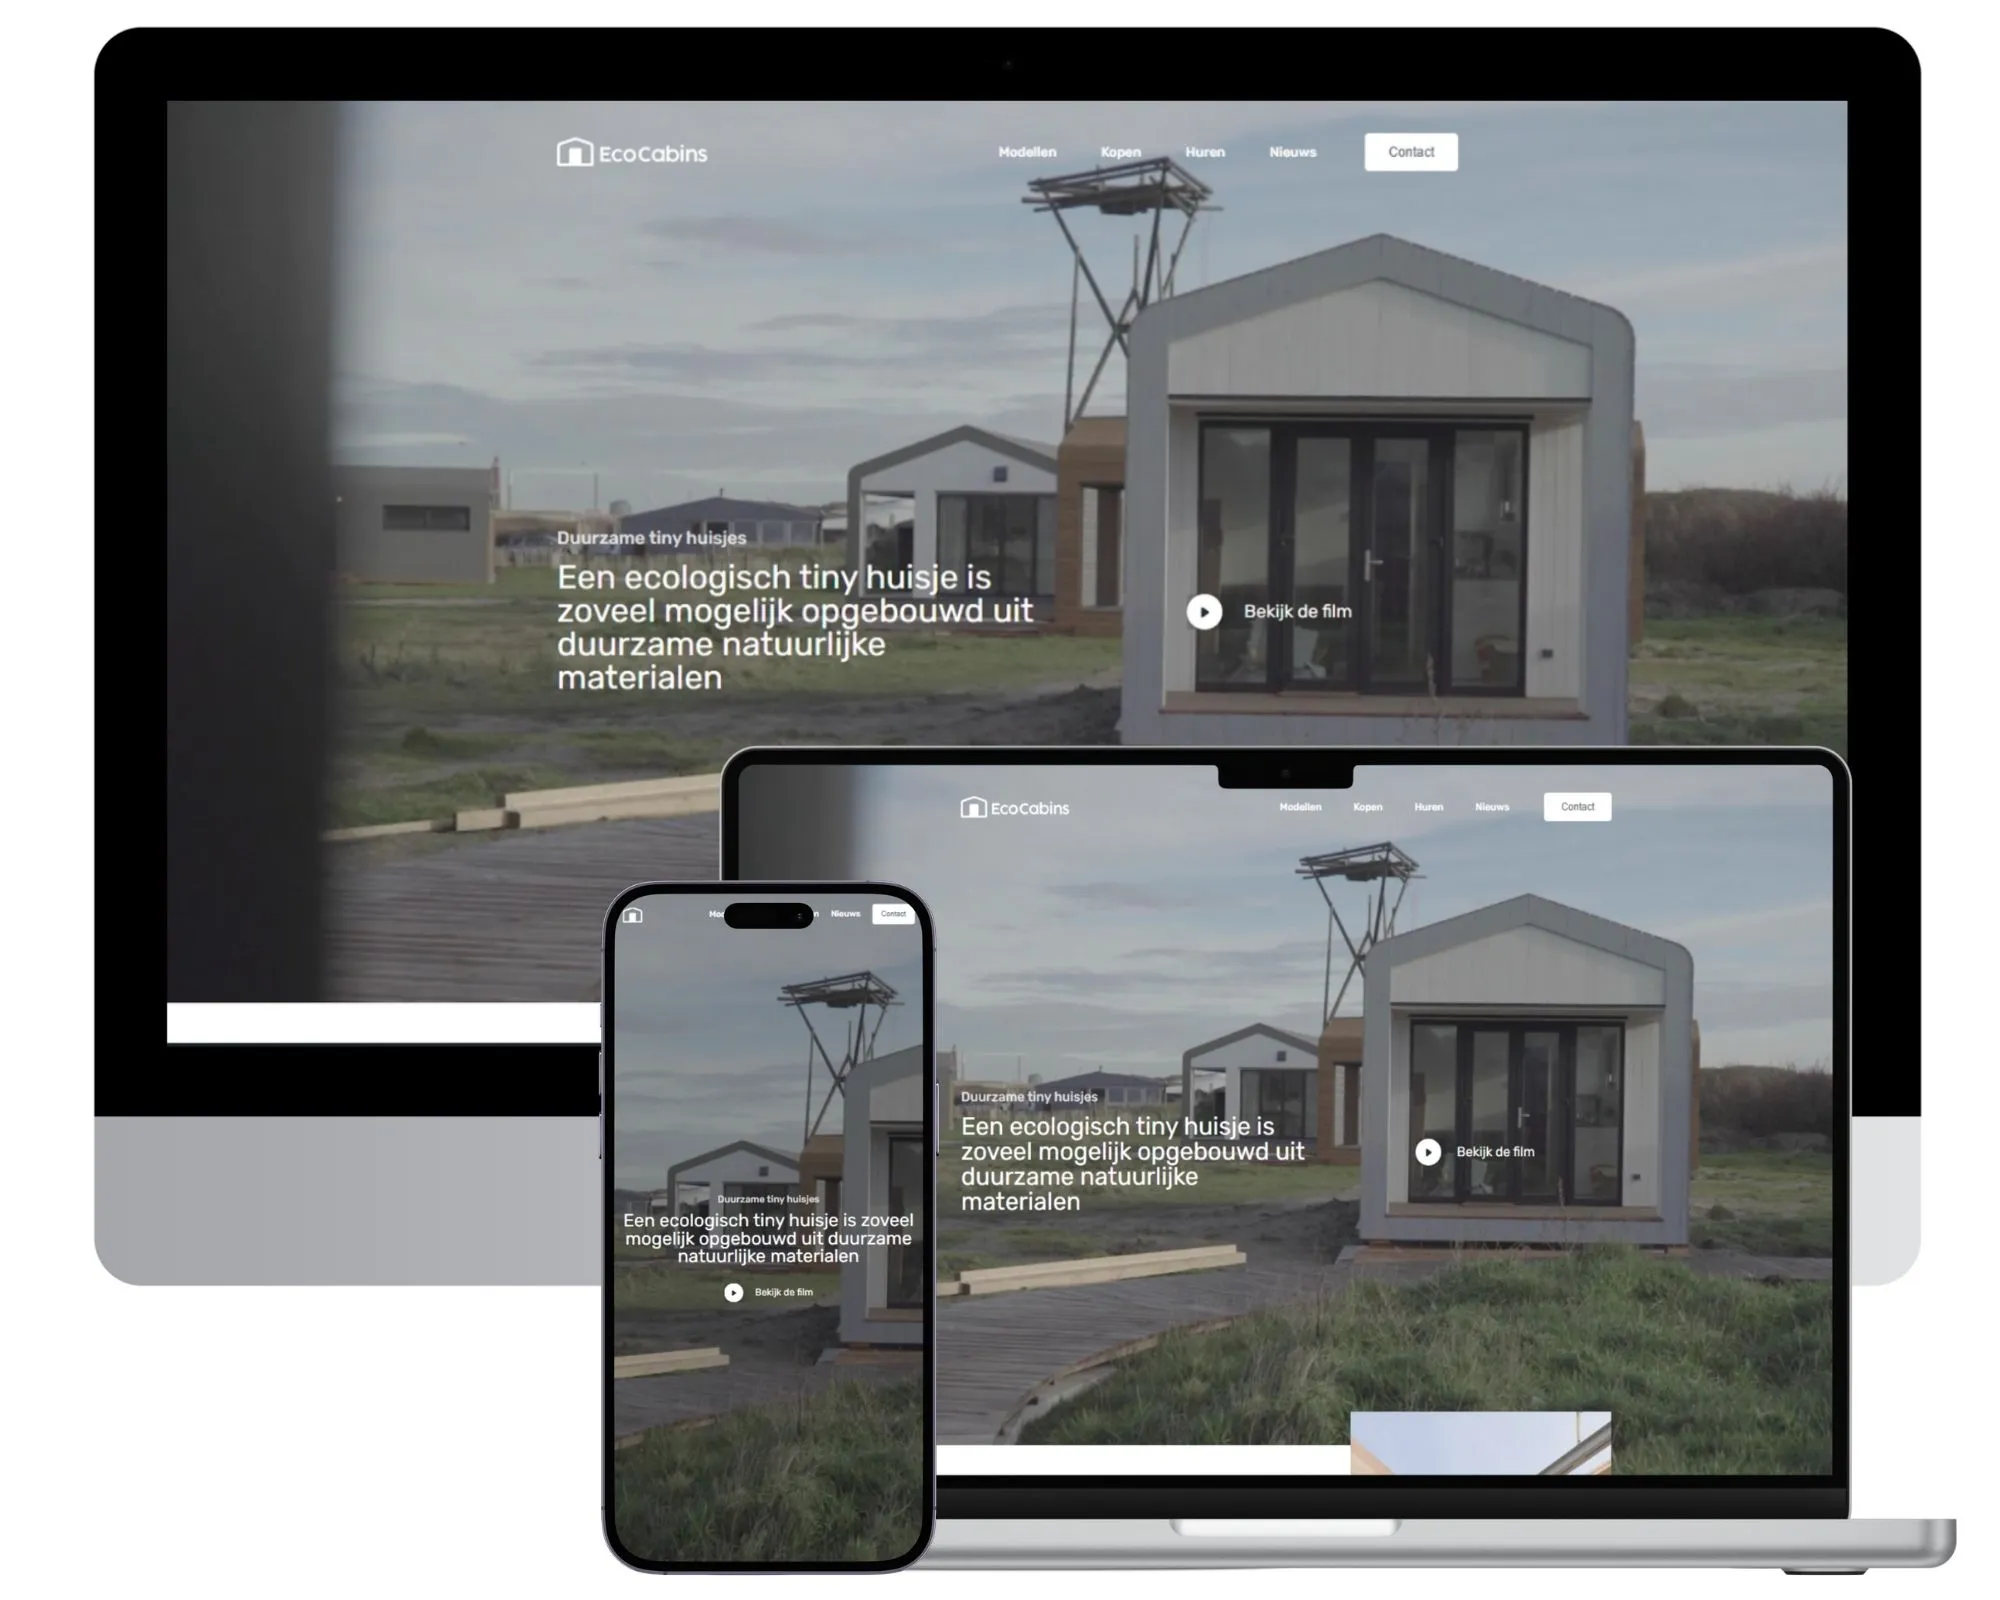 EcoCabins
Modellen Kopen Huren Nieuws Contact
Duurzame tiny huisjes
Een ecologisch tiny huisje is
zoveel mogelijk opgebouwd uit
duurzame natuurlijke
materialen
Bekijk de film
EcoCabins
Modellen Kopen Huren Nieuws Contact
Duurzame tiny huisjes
Een ecologisch tiny huisje is
zoveel mogelijk opgebouwd uit
duurzame natuurlijke
materialen
Bekijk de film
Nieuws Contact
Duurzame tiny huisjes
Een ecologisch tiny huisje is zoveel
mogelijk opgebouwd uit duurzame
natuurlijke materialen
Bekijk de film